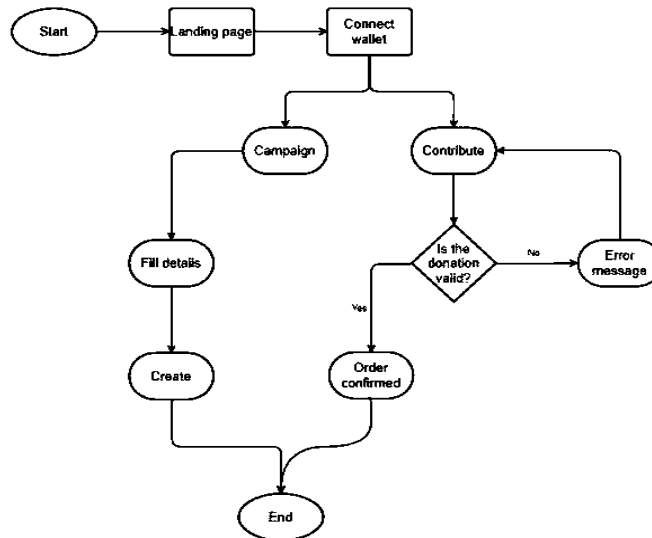 Start
Landing page
Connect
wallet
Campaign
Contribute
Fill details
Is the
donation
valid?
No
Error
message
Yes
Create
Order
confirmed
End